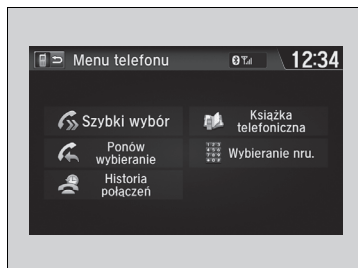 Menu telefonu
12:34
Szybki wybór
Książka
telefoniczna
Ponów
wybieranie
Wybieranie nru.
Historia
połączeń